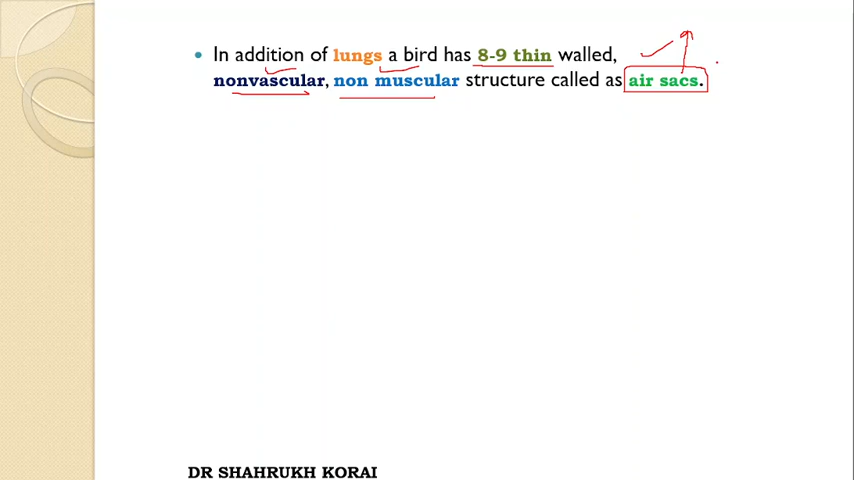 In addition of lungs a bird has 8-9 thin walled,
nonvascular, non muscular structure called as air sacs.
DR SHAHRUKH KORAI